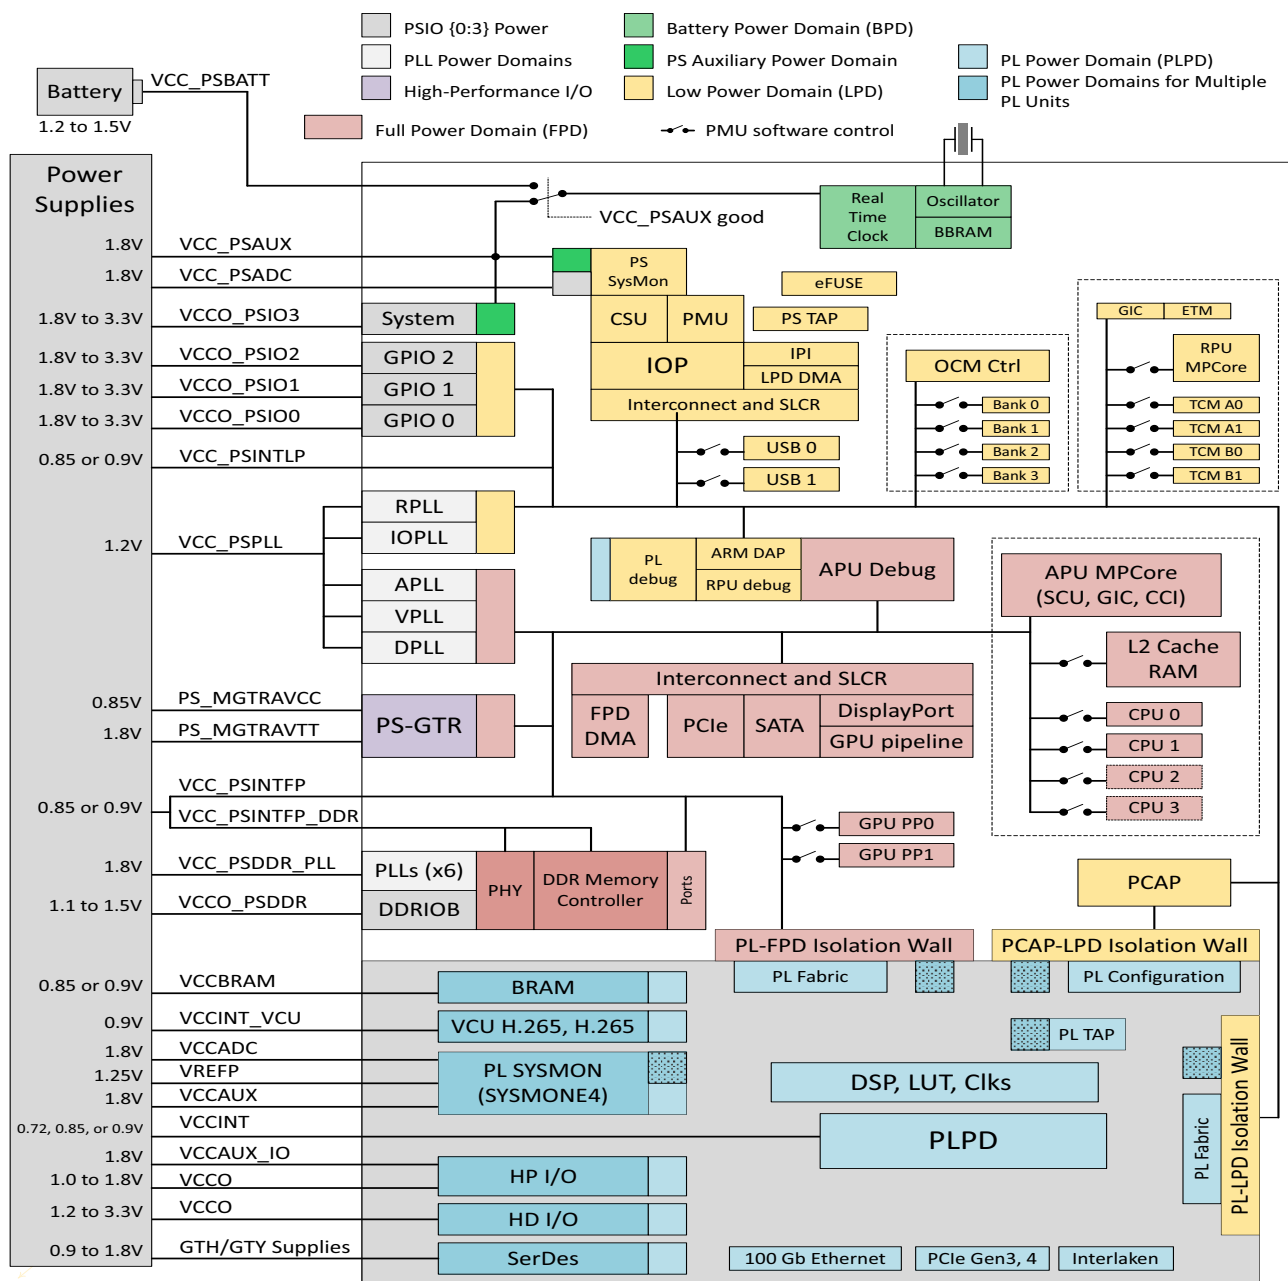 PSIO {0:3} Power
PLL Power Domains
High-Performance I/O
Full Power Domain (FPD)
Battery Power Domain (BPD)
PS Auxiliary Power Domain
Low Power Domain (LPD)
PMU software control
PL Power Domain (PLPD)
PL Power Domains for Multiple
PL Units
Battery
VCC_PSBATT
1.2 to 1.5V
Power
Supplies
VCC_PSAUX good
Real
Time
Clock
Oscillator
BBRAM
1.8V
VCC_PSAUX
1.8V
VCC_PSADC
PS
SysMon
eFUSE
1.8V to 3.3V
VCCO_PSIO3
System
CSU
PMU
PS TAP
GIC
ETM
1.8V to 3.3V
VCCO_PSIO2
GPIO 2
IOP
IPI
LPD DMA
OCM Ctrl
RPU
MPCore
1.8V to 3.3V
VCCO_PSIO1
GPIO 1
1.8V to 3.3V
VCCO_PSIO0
GPIO 0
Interconnect and SLCR
Bank 0
Bank 1
Bank 2
Bank 3
TCM A0
TCM A1
TCM B0
TCM B1
USB 0
USB 1
0.85 or 0.9V
VCC_PSINTLP
1.2V
VCC_PSPLL
RPLL
IOPLL
APLL
VPLL
DPLL
PL
debug
ARM DAP
RPU debug
APU Debug
APU MPCore
(SCU, GIC, CCI)
L2 Cache
RAM
CPU 0
CPU 1
CPU 2
CPU 3
Interconnect and SLCR
FPD
DMA
PCIe
SATA
DisplayPort
GPU pipeline
0.85V
PS_MGTRAVCC
1.8V
PS_MGTRAVTT
PS-GTR
0.85 or 0.9V
VCC_PSINTFP
VCC_PSINTFP_DDR
GPU PP0
GPU PP1
1.8V
VCC_PSDDR_PLL
PLLs (x6)
1.1 to 1.5V
VCCO_PSDDR
DDRIOB
PHY
DDR Memory
Controller
Ports
PCAP
PL-FPD Isolation Wall
PCAP-LPD Isolation Wall
PL Fabric
PL Configuration
0.85 or 0.9V
VCCBRAM
BRAM
0.9V
VCCINT_VCU
VCU H.265, H.265
PL TAP
1.8V
VCCADC
1.25V
VREFP
1.8V
VCCAUX
PL SYSMON
(SYSMONE4)
DSP, LUT, Clks
0.72, 0.85, or 0.9V
VCCINT
PLPD
PL Fabric
PL-LPD Isolation Wall
1.8V
VCCAUX_IO
1.0 to 1.8V
VCCO
HP I/O
1.2 to 3.3V
VCCO
HD I/O
0.9 to 1.8V
GTH/GTY Supplies
SerDes
100 Gb Ethernet
PCIe Gen3, 4
Interlaken